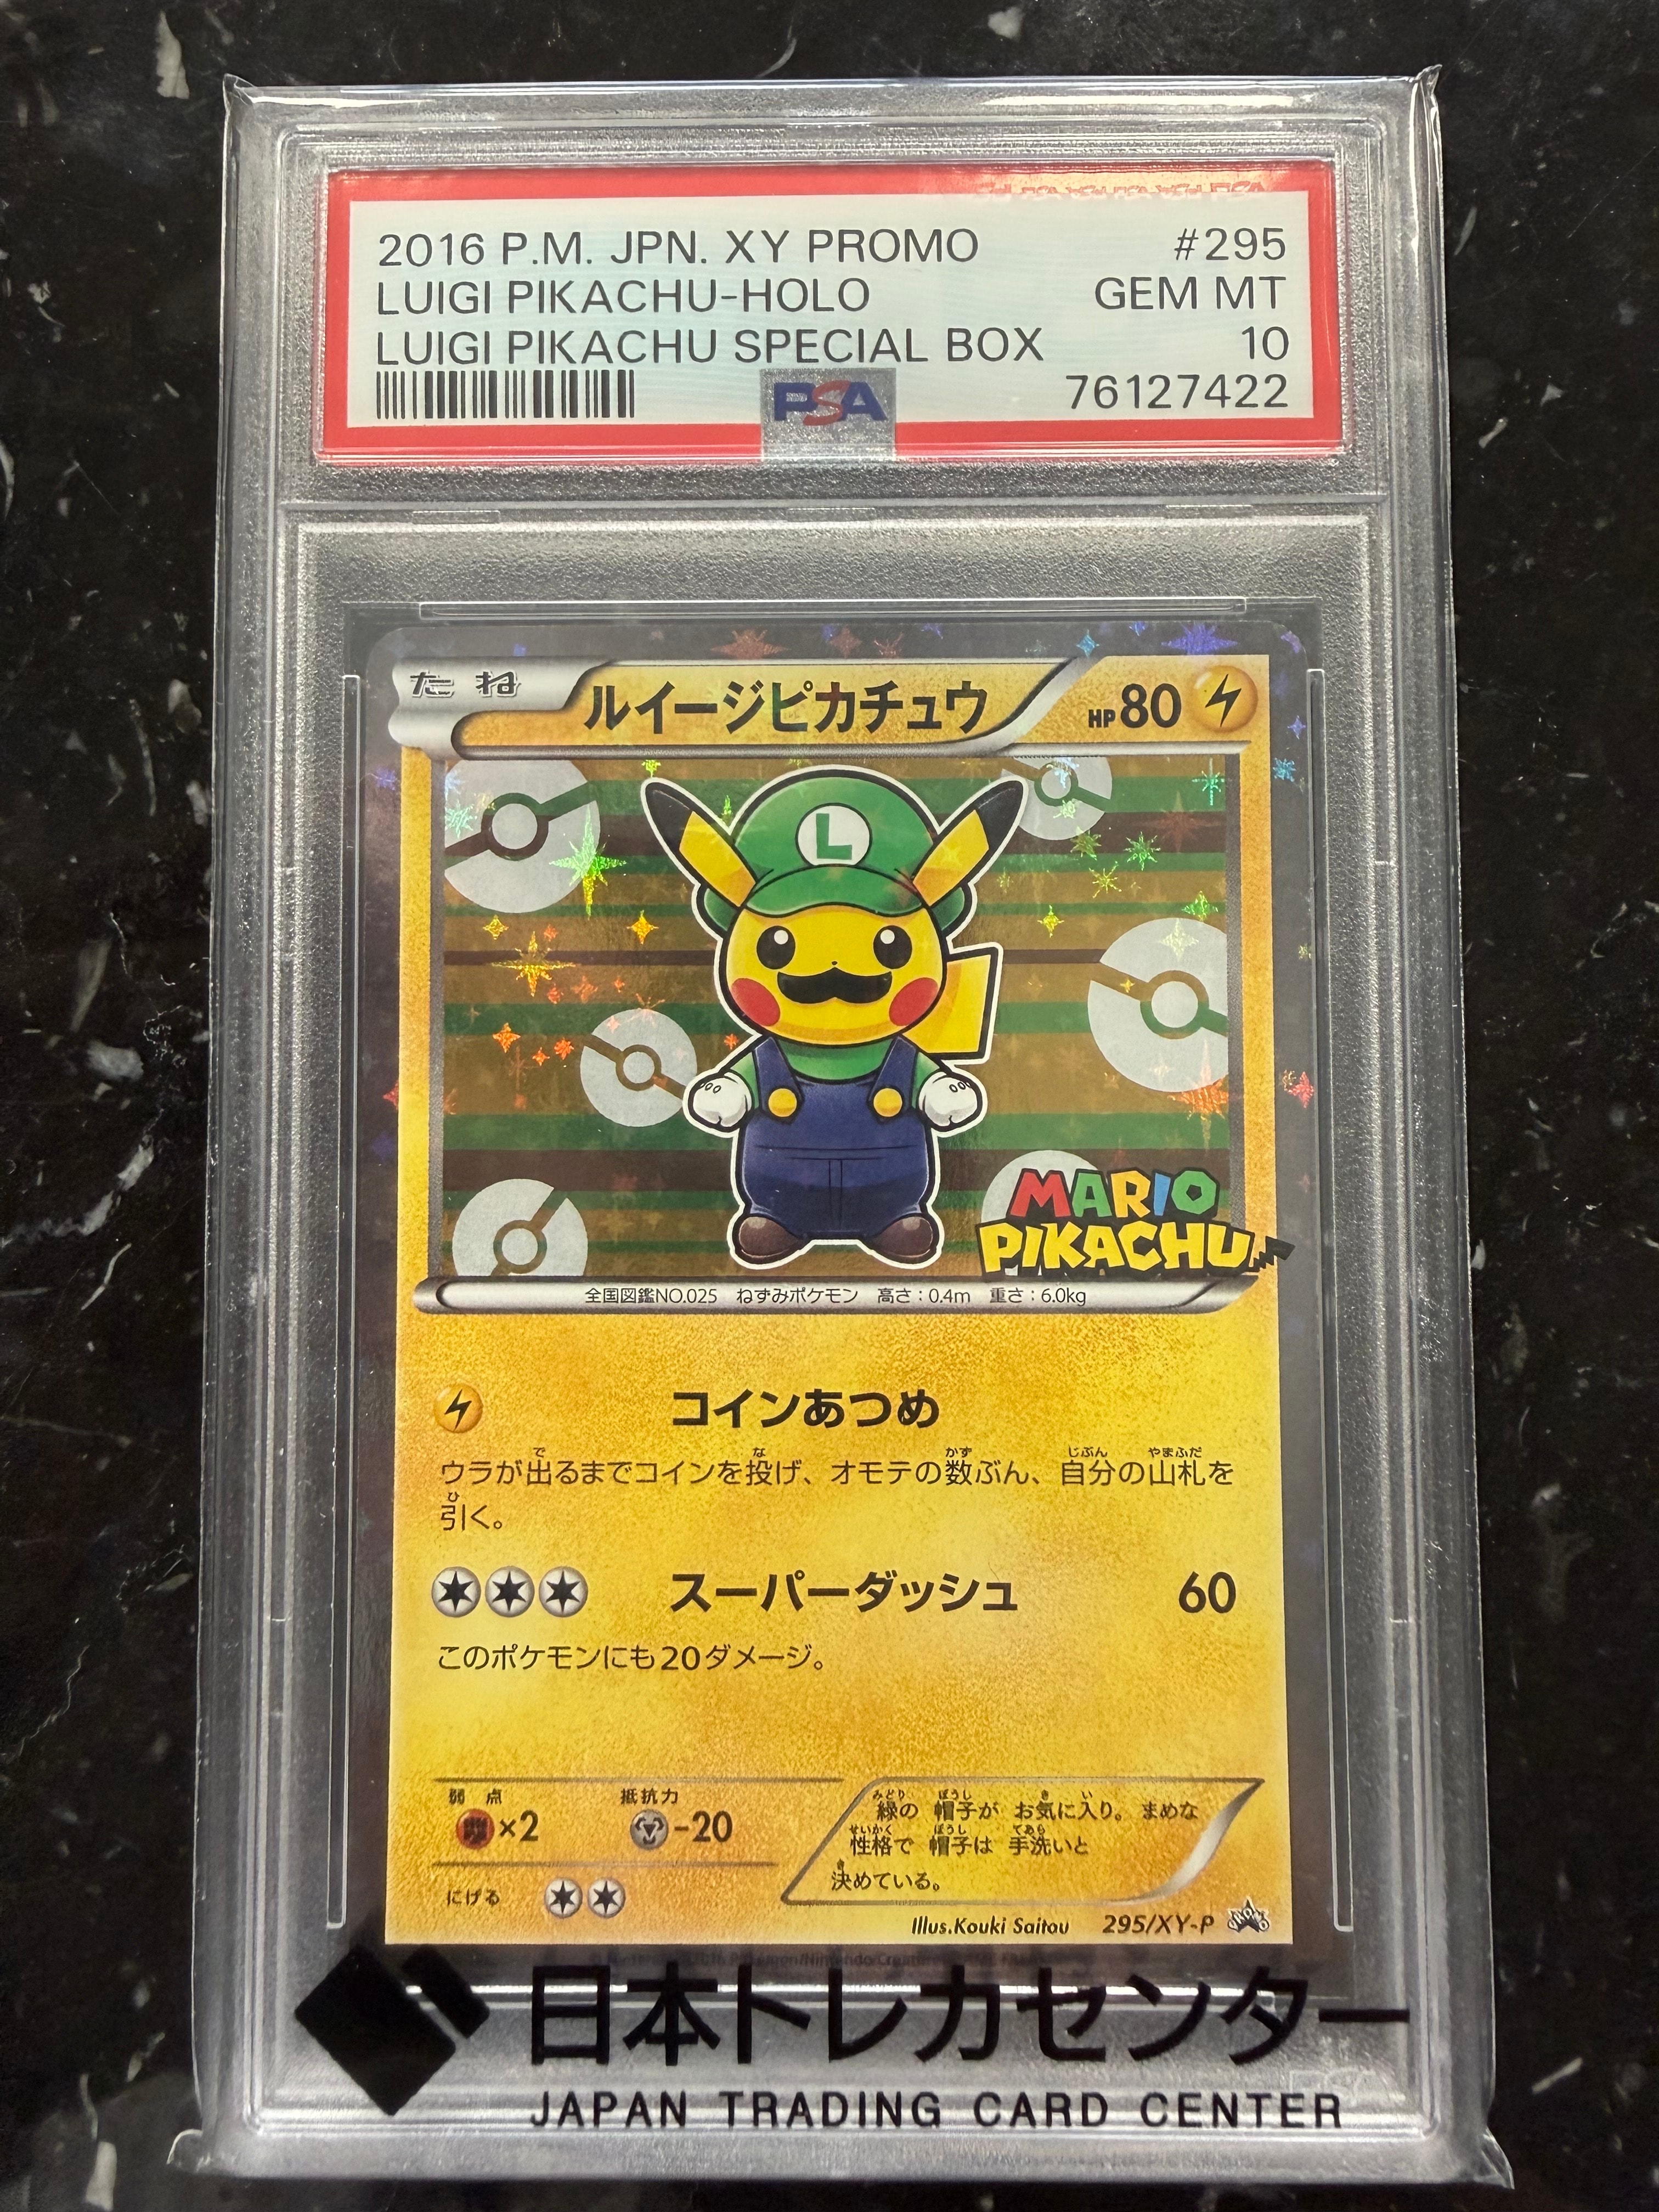 2016 P.M. JPN. XY PROMO #295
LUIGI PIKACHU-HOLO GEM MT
LUIGI PIKACHU SPECIAL BOX 10
PSA 76127422
たね ルイージピカチュウ HP80
L
MARIO
PIKACHU
全国図鑑NO.025 ねずみポケモン 高さ:0.4m 重さ:6.0kg
コインあつめ
ウラが出るまでコインを投げ、オモテの数ぶん、自分の山札を
引く。
スーパーダッシュ 60
このポケモンにも20ダメージ。
弱点 抵抗力
×2 -20
にげる
緑の 帽子が お気に入り。 まめな
性格で 帽子は 手洗いと
決めている。
Illus.Kouki Saitou 295/XY-P
日本トレカセンター
JAPAN TRADING CARD CENTER